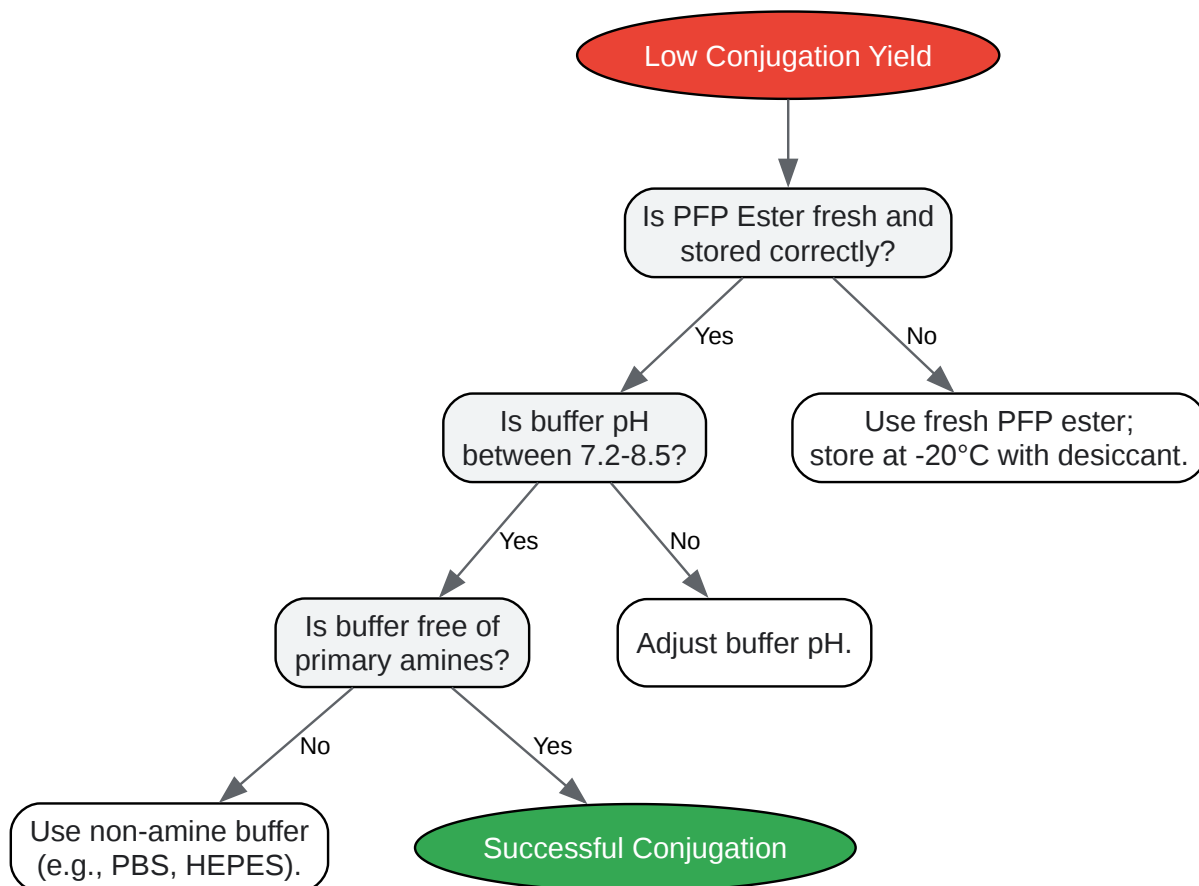 Low Conjugation Yield
Is PFP Ester fresh and
stored correctly?
Yes
No
Is buffer pH
between 7.2-8.5?
Use fresh PFP ester;
store at -20°C with desiccant.
Yes
No
Is buffer free of
primary amines?
Adjust buffer pH.
No
Yes
Use non-amine buffer
(e.g., PBS, HEPES).
Successful Conjugation